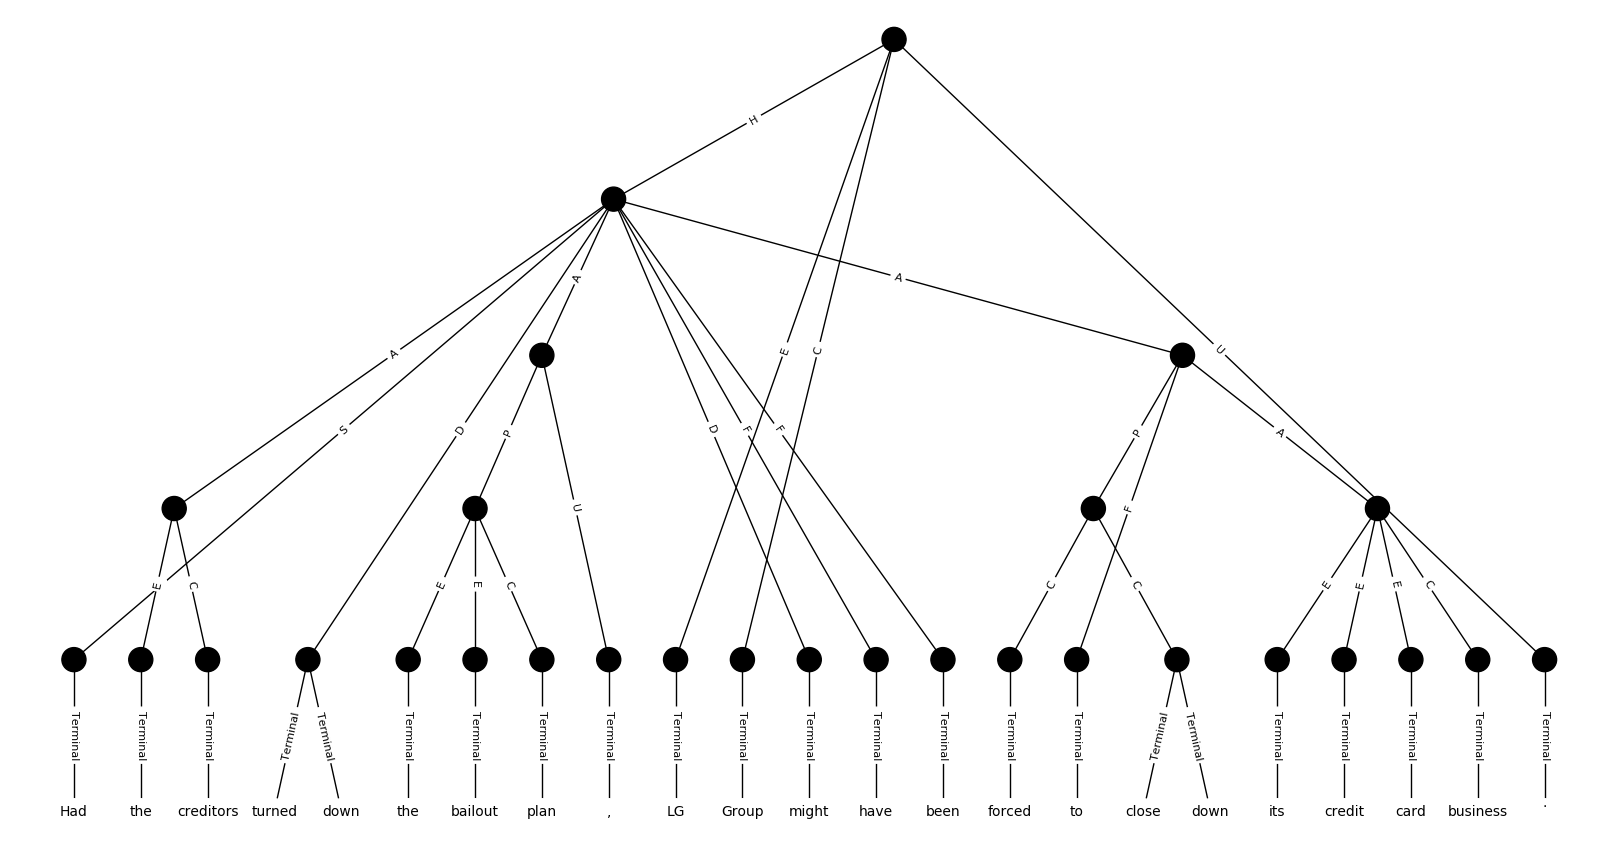 H
A
A
E
C
U
A
S
D
D
F
F
P
U
P
F
A
E
C
E
E
C
C
C
E
E
E
C
Terminal Terminal Terminal Terminal Terminal Terminal Terminal Terminal Terminal Terminal Terminal Terminal Terminal Terminal Terminal Terminal Terminal Terminal Terminal Terminal Terminal Terminal Terminal
Had the creditors turned down the bailout plan , LG Group might have been forced to close down its credit card business .